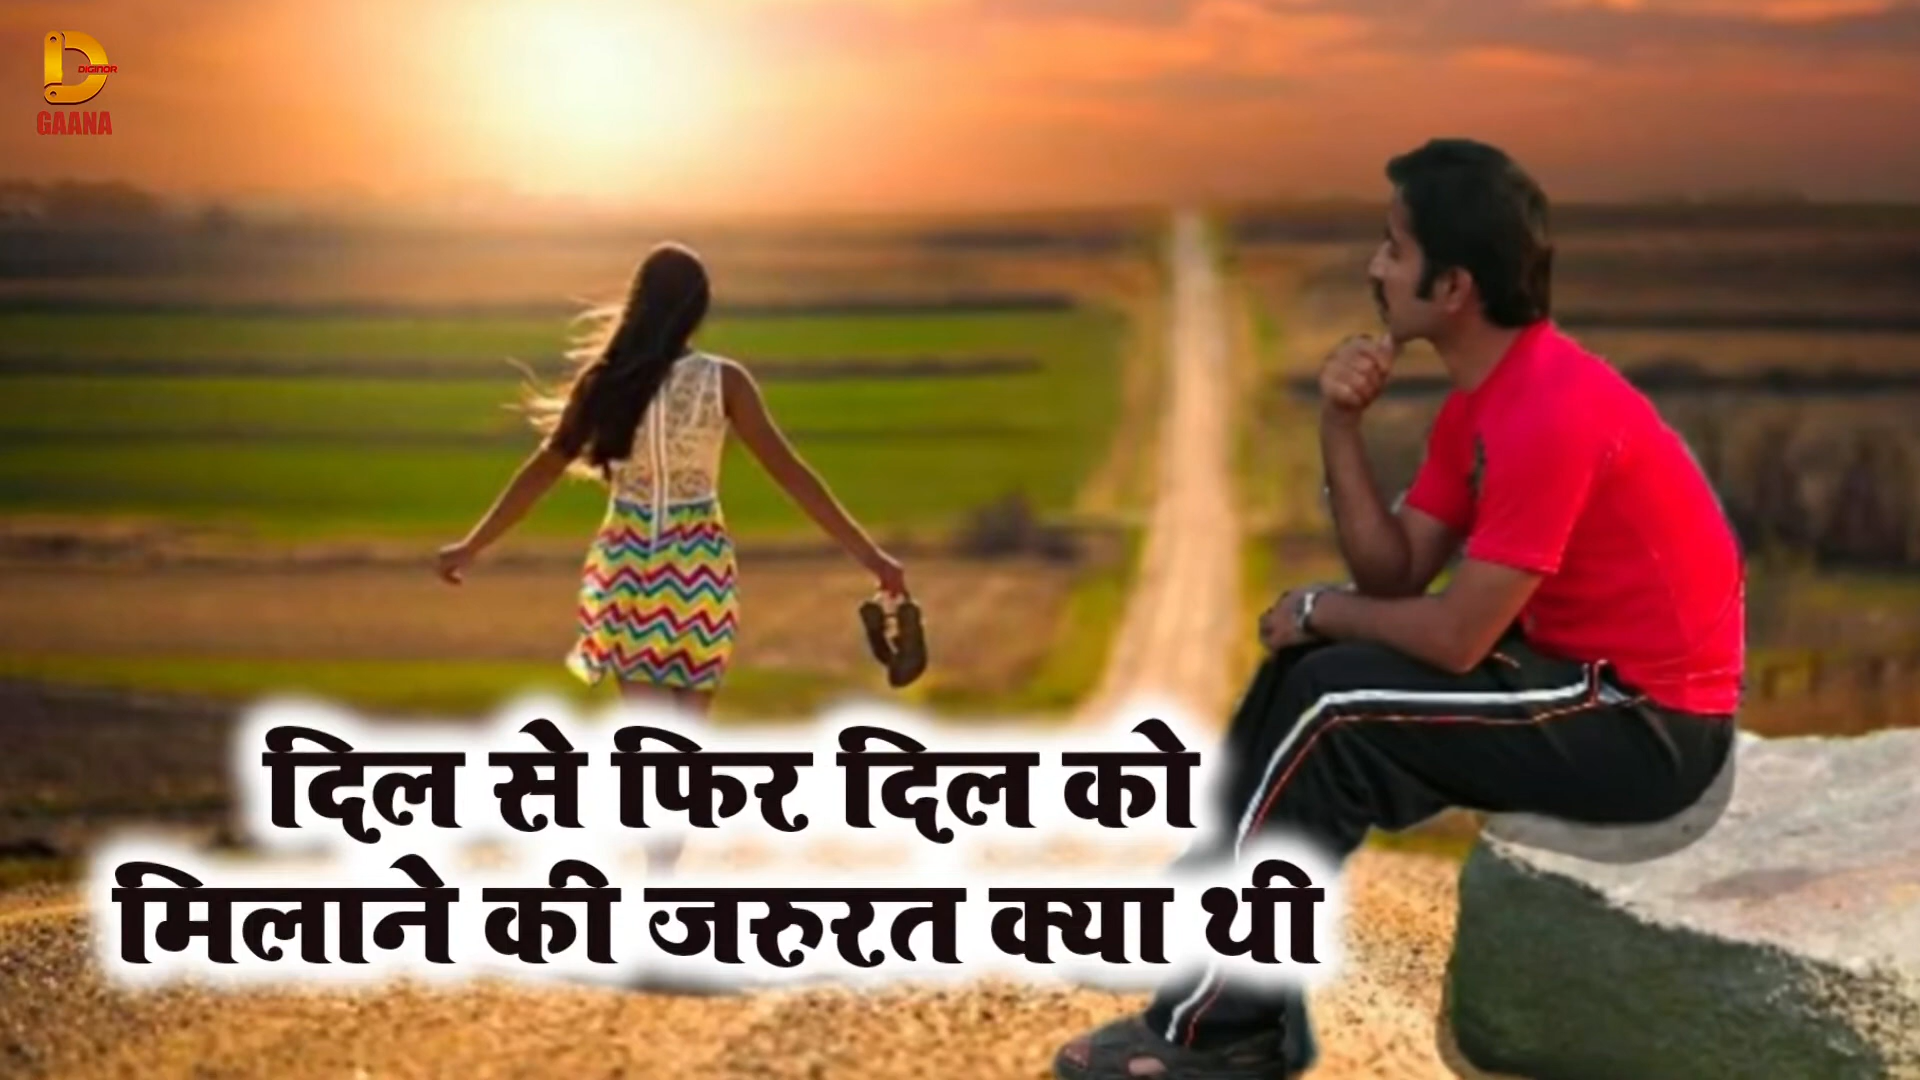 DIGINOR
GAANA
दिल से फिर दिल को
मिलाने की जरुरत क्या थी